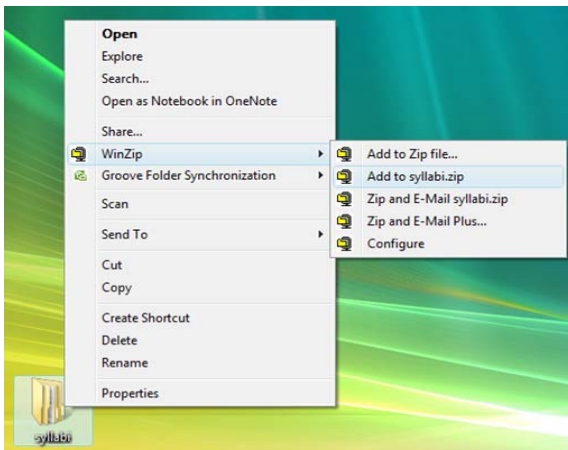 Open
Explore
Search...
Open as Notebook in OneNote
Share...
WinZip
Groove Folder Synchronization
Scan
Send To
Cut
Copy
Create Shortcut
Delete
Rename
Properties
Add to Zip file...
Add to syllabi.zip
Zip and E-Mail syllabi.zip
Zip and E-Mail Plus...
Configure
syllabi